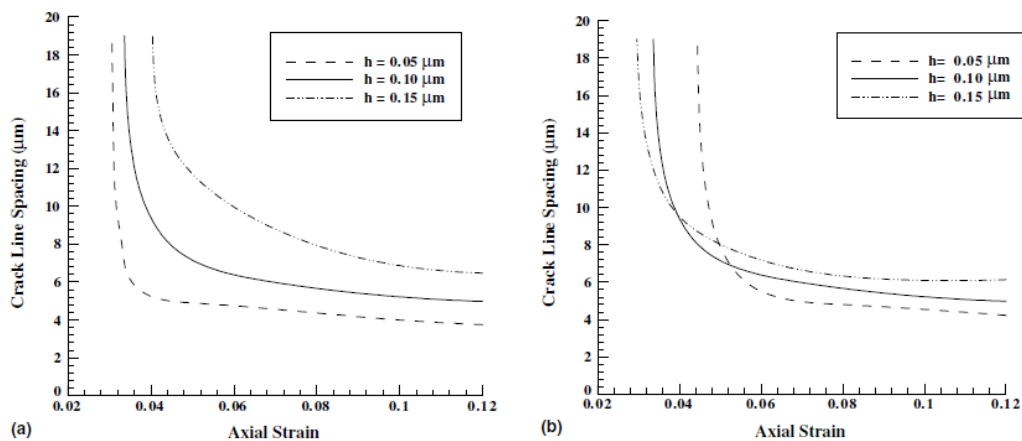 20
18
16
14
12
10
8
6
4
2
0
Crack Line Spacing (μm)
h = 0.05 μm
h = 0.10 μm
h = 0.15 μm
0.02
0.04
0.06
0.08
0.1
0.12
Axial Strain
(a)
20
18
16
14
12
10
8
6
4
2
0
Crack Line Spacing (μm)
h= 0.05 μm
h= 0.10 μm
h= 0.15 μm
0.02
0.04
0.06
0.08
0.1
0.12
Axial Strain
(b)